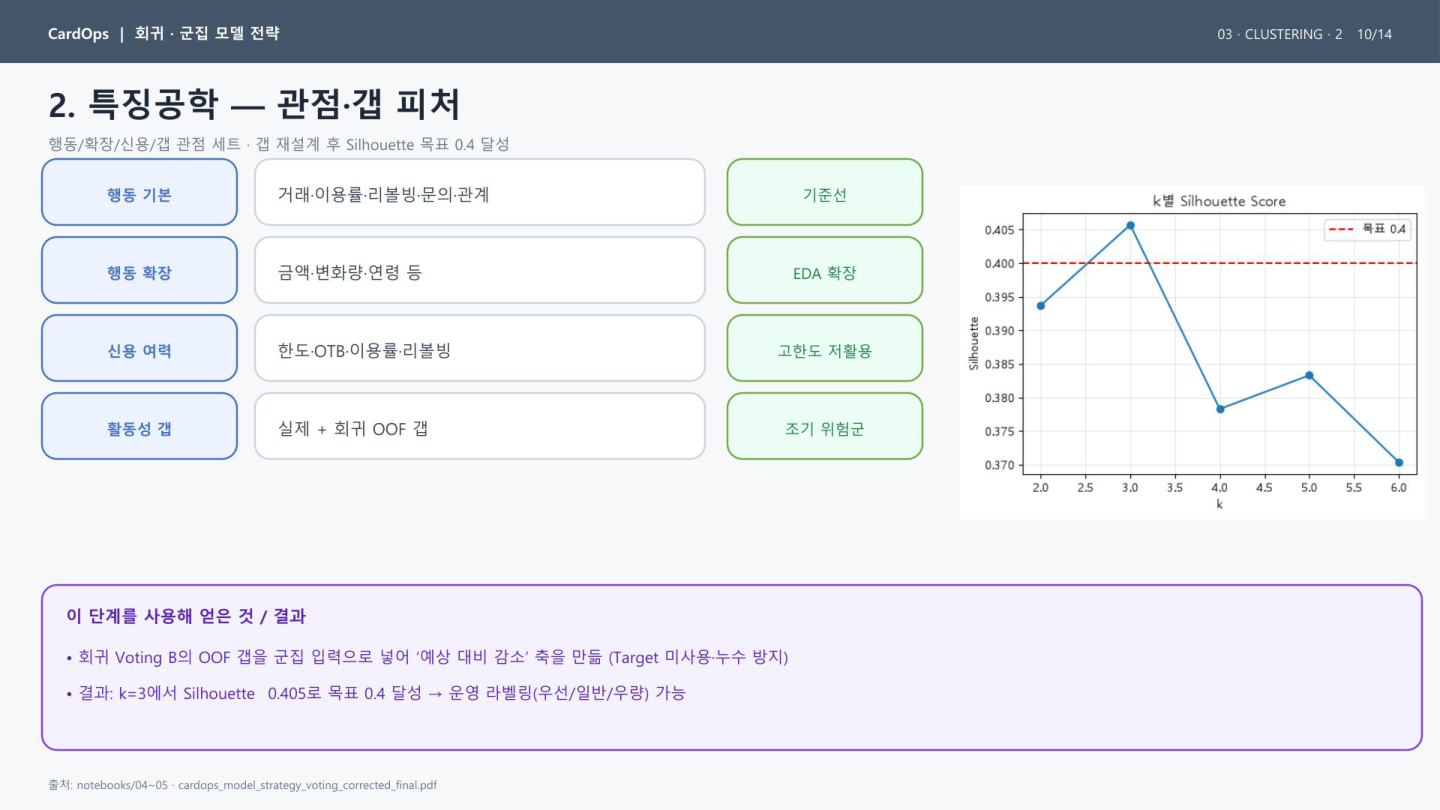 CardOps | 회귀 · 군집 모델 전략
03 · CLUSTERING · 2 10/14
2. 특징공학 — 관점·갭 피처
행동/확장/신용/갭 관점 세트 · 갭 재설계 후 Silhouette 목표 0.4 달성
행동 기본
거래·이용률·리볼빙·문의·관계
기준선
행동 확장
금액·변화량·연령 등
EDA 확장
신용 여력
한도·OTB·이용률·리볼빙
고한도 저활용
활동성 갭
실제 + 회귀 OOF 갭
조기 위험군
k별 Silhouette Score
목표 0.4
0.405
0.400
0.395
0.390
0.385
0.380
0.375
0.370
Silhouette
2.0 2.5 3.0 3.5 4.0 4.5 5.0 5.5 6.0
k
이 단계를 사용해 얻은 것 / 결과
• 회귀 Voting B의 OOF 갭을 군집 입력으로 넣어 ‘예상 대비 감소’ 축을 만듦 (Target 미사용·누수 방지)
• 결과: k=3에서 Silhouette 0.405로 목표 0.4 달성 → 운영 라벨링(우선/일반/우량) 가능
출처: notebooks/04~05 · cardops_model_strategy_voting_corrected_final.pdf